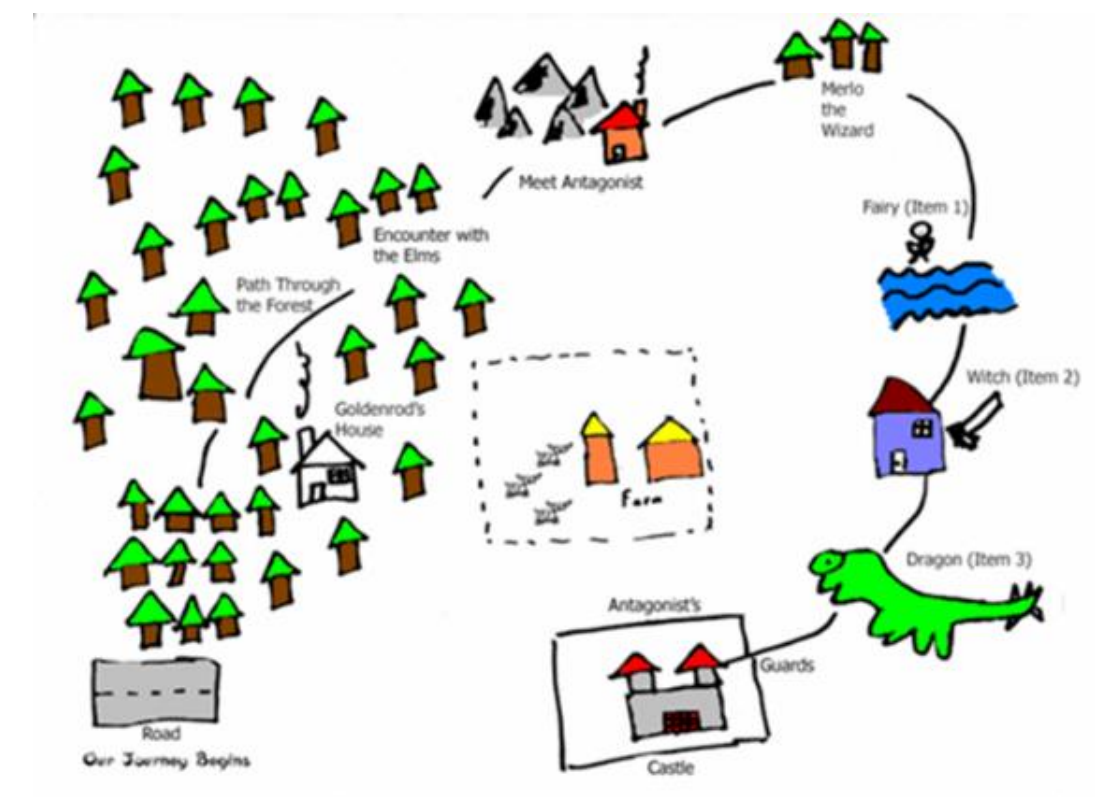 Merlo
the
Wizard
Meet Antagonist
Fairy (Item 1)
Encounter with
the Elms
Path Through
the Forest
Witch (Item 2)
Goldenrod's
House
Farm
Dragon (Item 3)
Antagonist's
Guards
Castle
Road
Our Journey Begins